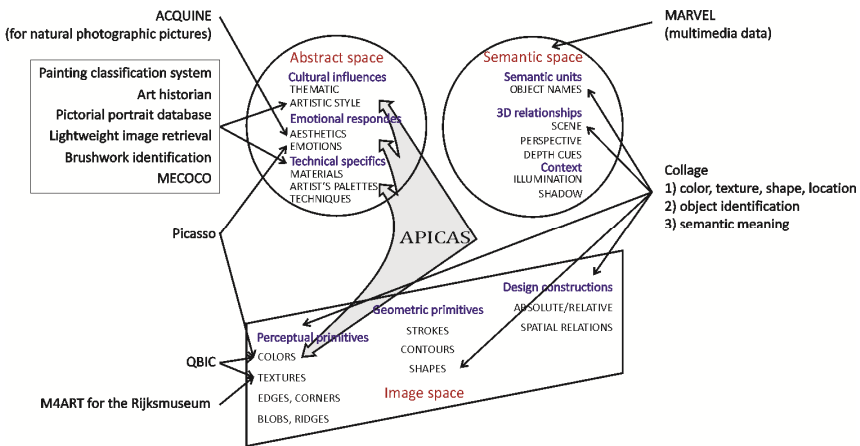 ACQUINE
(for natural photographic pictures)
Painting classification system
Art historian
Pictorial portrait database
Lightweight image retrieval
Brushwork identification
MECOCO
Picasso
QBIC
M4ART for the Rijksmuseum
Abstract space
Cultural influences
THEMATIC
ARTISTIC STYLE
Emotional respondes
AESTHETICS
EMOTIONS
Technical specifics
MATERIALS
ARTIST'S PALETTES
TECHNIQUES
APICAS
Semantic space
Semantic units
OBJECT NAMES
3D relationships
SCENE
PERSPECTIVE
DEPTH CUES
Context
ILLUMINATION
SHADOW
MARVEL
(multimedia data)
Collage
1) color, texture, shape, location
2) object identification
3) semantic meaning
Perceptual primitives
COLORS
TEXTURES
EDGES, CORNERS
BLOBS, RIDGES
Geometric primitives
STROKES
CONTOURS
SHAPES
Design constructions
ABSOLUTE/RELATIVE
SPATIAL RELATIONS
Image space